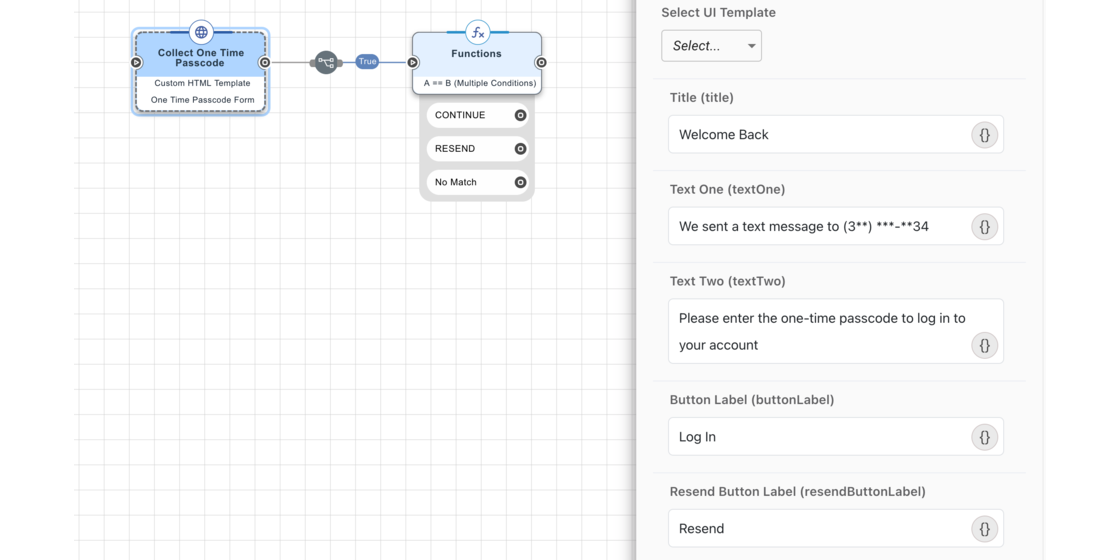 Collect One Time
Passcode
Custom HTML Template
One Time Passcode Form
True
fx
Functions
A == B (Multiple Conditions)
CONTINUE
RESEND
No Match
Select UI Template
Select...
Title (title)
Welcome Back
{}
Text One (textOne)
We sent a text message to (3**) ***-**34
{}
Text Two (textTwo)
Please enter the one-time passcode to log in to
your account
{}
Button Label (buttonLabel)
Log In
{}
Resend Button Label (resendButtonLabel)
Resend
{}